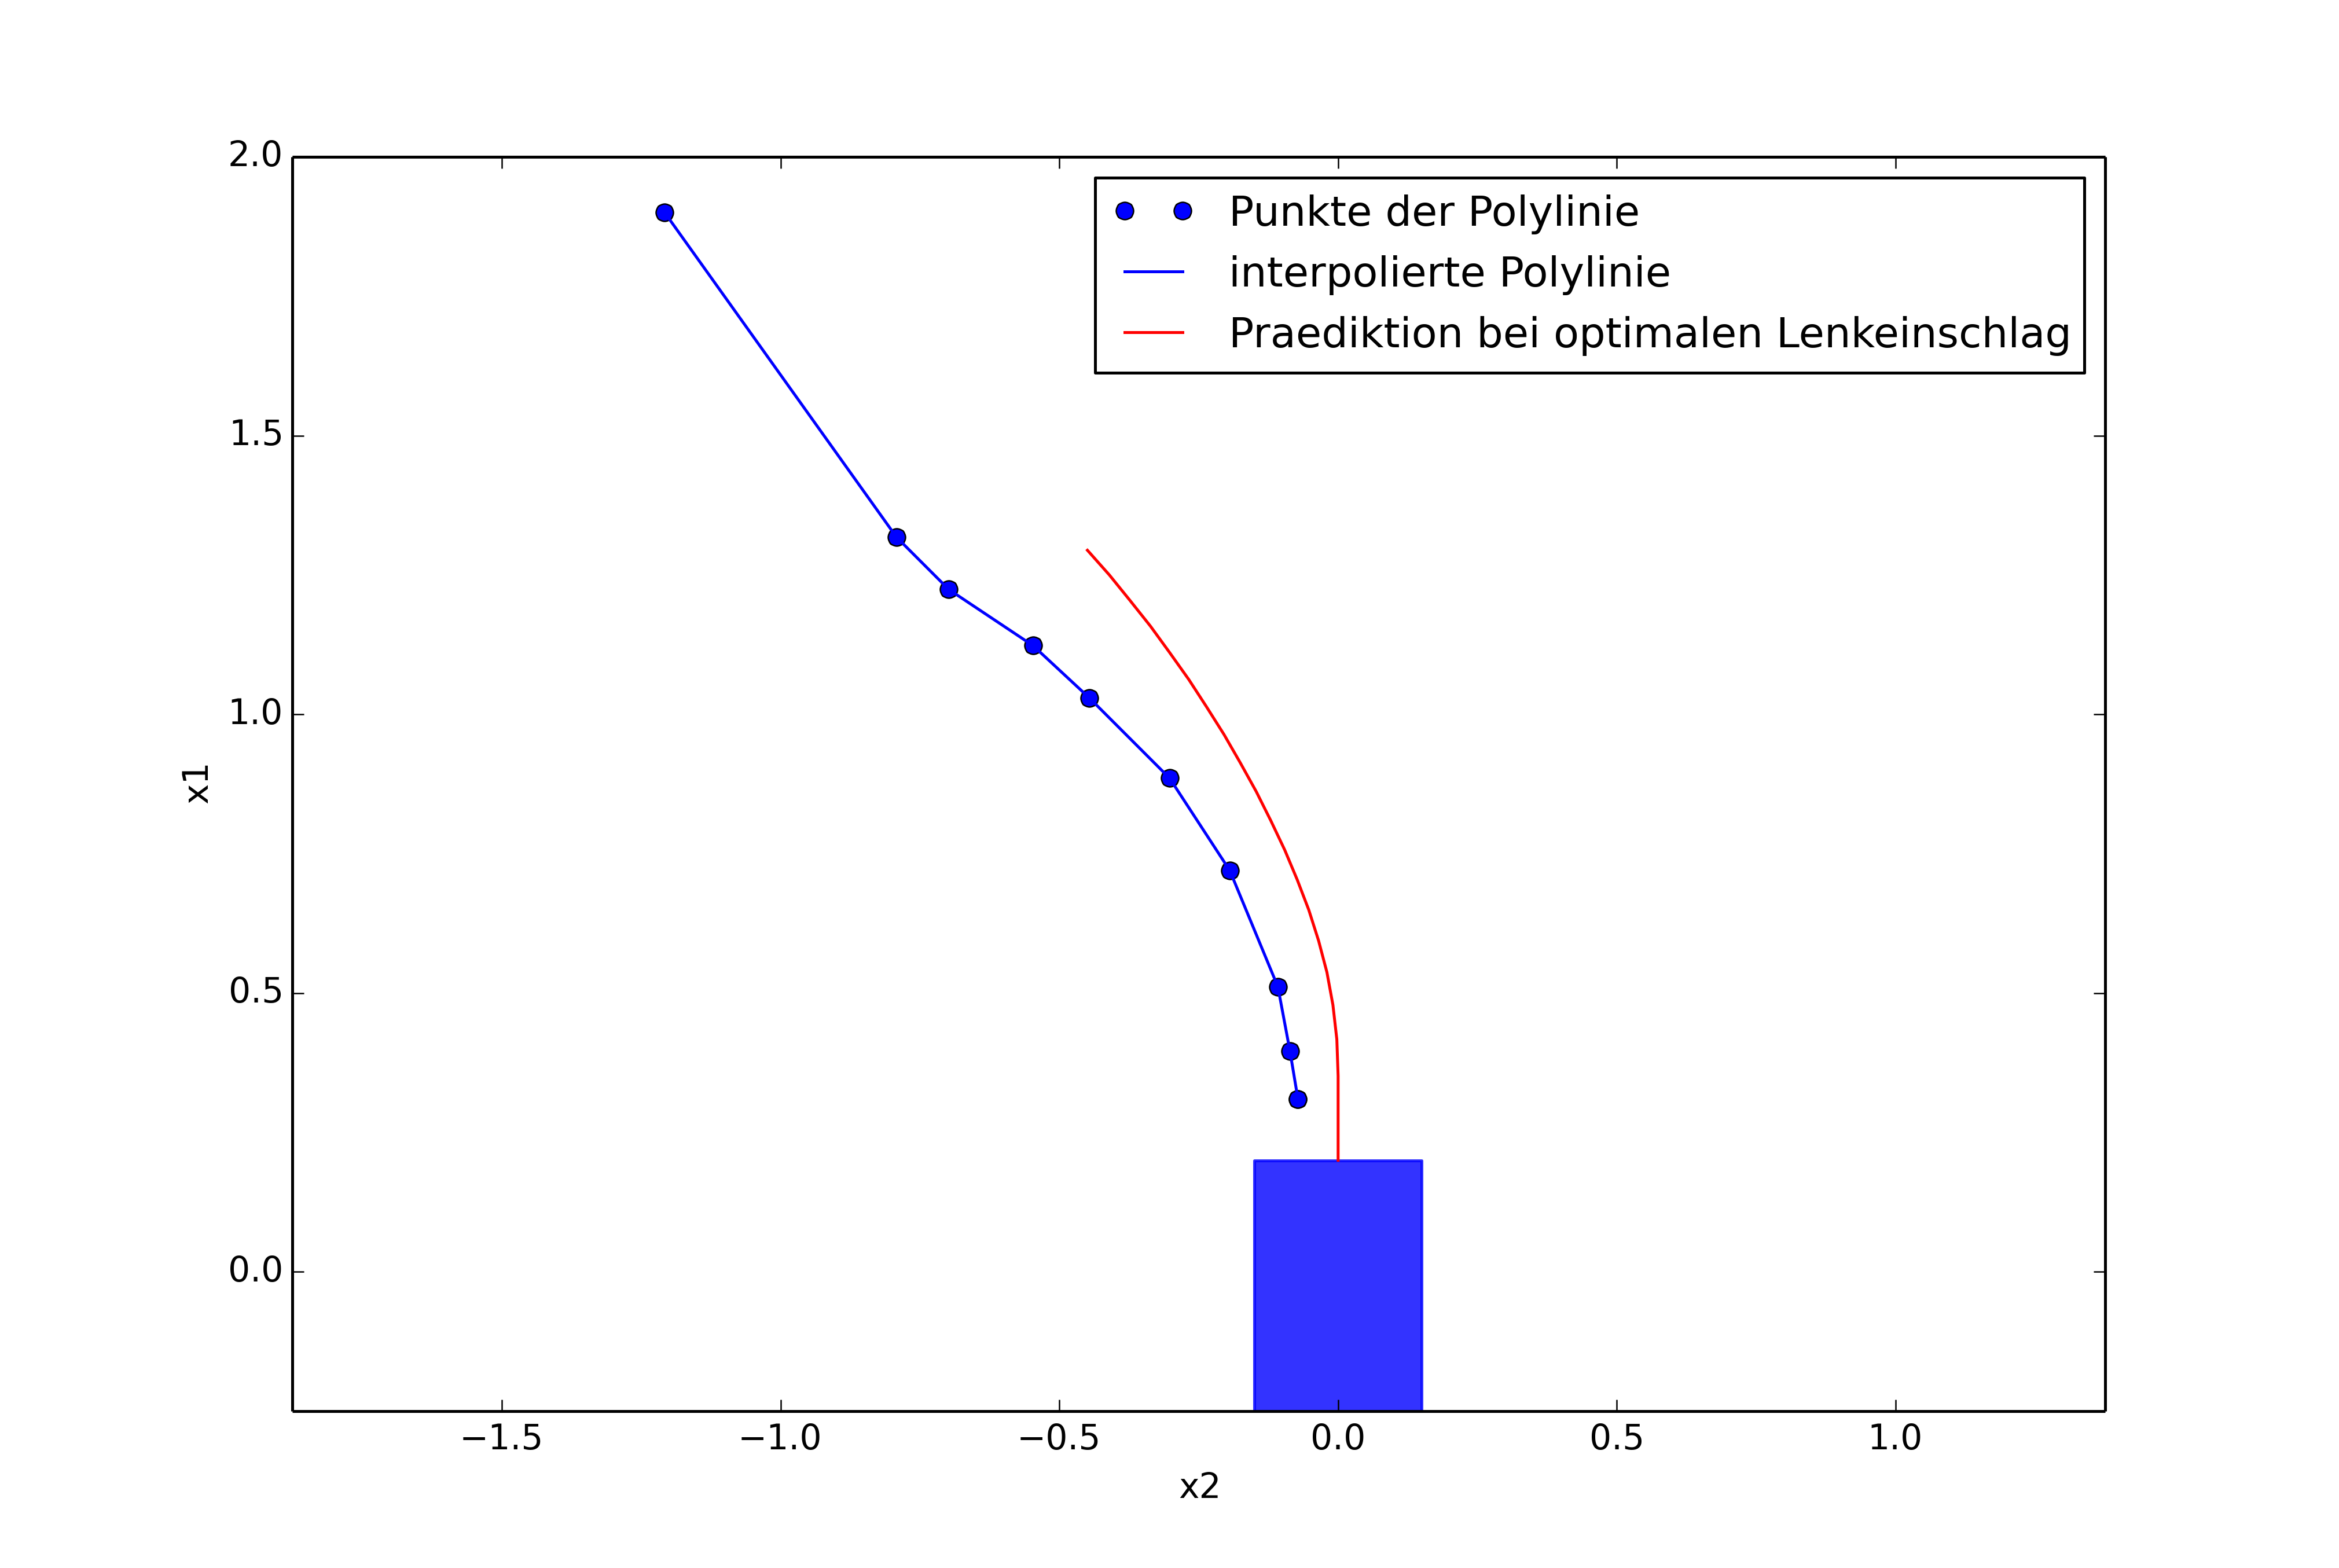 Punkte der Polylinie
interpolierte Polylinie
Praediktion bei optimalen Lenkeinschlag
2.0
1.5
1.0
0.5
0.0
x1
−1.5 −1.0 −0.5 0.0 0.5 1.0
x2